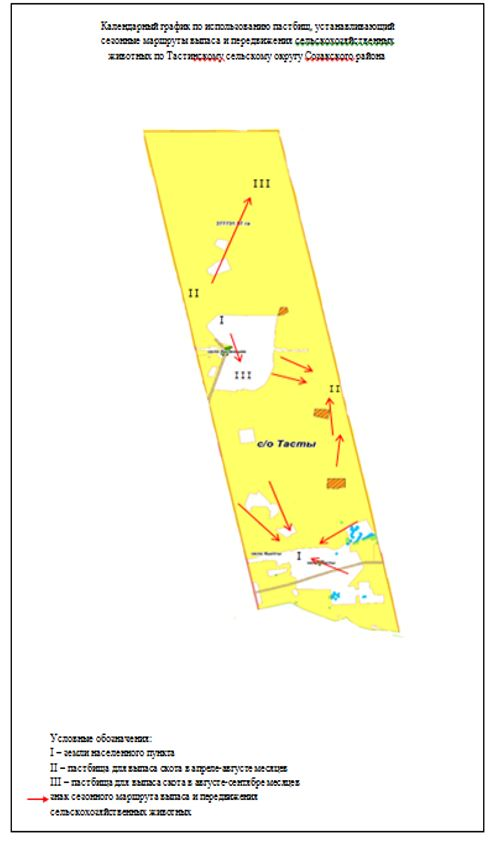 Календарный график по использованию пастбищ, устанавливающий
сезонные маршруты выпаса и передвижения сельскохозяйственных
животных по Тастинскому сельскому округу Созакского района
III
II
I
III
II
с/о Тасты
I
Условные обозначения:
I – земли населенного пункта
II – пастбища для выпаса скота в апреле-августе месяцев
III – пастбища для выпаса скота в августе-сентябре месяцев
знак сезонного маршрута выпаса и передвижения
сельскохозяйственных животных